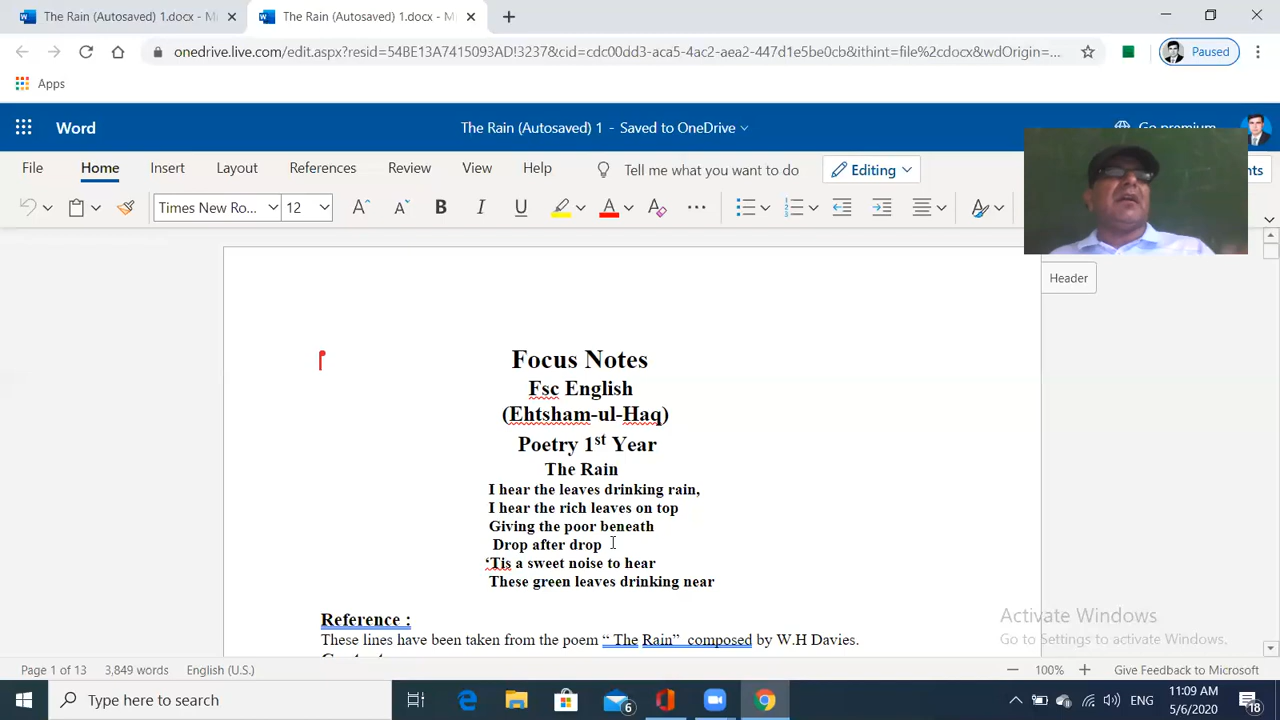 The Rain (Autosaved) 1.docx - Word
The Rain (Autosaved) 1.docx - M
onedrive.live.com/edit.aspx?resid=54BE13A7415093AD!3237&cid=cdc00dd3-aca5-4ac2-aea2-447d1e5be0cb&ithint=file%2cdocx&wdOrigin=...
Paused
Apps
Word
The Rain (Autosaved) 1 - Saved to OneDrive
Go premium
File Home Insert Layout References Review View Help Tell me what you want to do Editing
Times New Ro... 12
Header
Focus Notes
Fsc English
(Ehtsham-ul-Haq)
Poetry 1st Year
The Rain
I hear the leaves drinking rain,
I hear the rich leaves on top
Giving the poor beneath
Drop after drop
‘Tis a sweet noise to hear
These green leaves drinking near
Reference :
These lines have been taken from the poem “ The Rain” composed by W.H Davies.
Activate Windows
Go to Settings to activate Windows.
Page 1 of 13 3,849 words English (U.S.) 100% Give Feedback to Microsoft
Type here to search
6
ENG
11:09 AM
5/6/2020
18